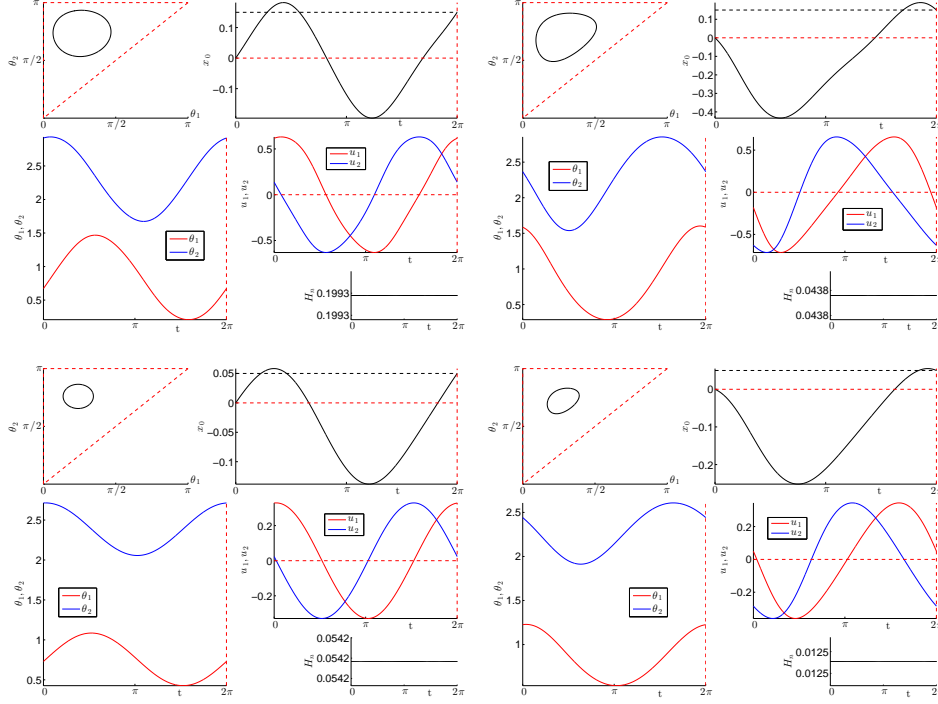 π
θ₂ π/2
0 π/2 π θ₁
0.1
x₀ 0
−0.1
0 π t 2π
2.5
2
θ₁, θ₂ 1.5
1
0.5
0 π t 2π
θ₁
θ₂
0.5
u₁, u₂ 0
−0.5
0 π t 2π
u₁
u₂
Hₙ 0.1993
0.1993
0 π t 2π
π
θ₂ π/2
0 π/2 π θ₁
0.1
0
x₀ −0.1
−0.2
−0.3
−0.4
0 π t 2π
2.5
2
θ₁, θ₂ 1.5
1
0.5
0 π t 2π
θ₁
θ₂
0.5
u₁, u₂ 0
−0.5
0 π t 2π
u₁
u₂
Hₙ 0.0438
0.0438
0 π t 2π
π
θ₂ π/2
0 π/2 π θ₁
0.05
0
x₀ −0.05
−0.1
0 π t 2π
2.5
2
θ₁, θ₂ 1.5
1
0.5
0 π t 2π
θ₁
θ₂
0.2
u₁, u₂ 0
−0.2
0 π t 2π
u₁
u₂
0.0542
Hₙ 0.0542
0.0542
0 π t 2π
π
θ₂ π/2
0 π/2 π θ₁
0
x₀ −0.1
−0.2
0 π t 2π
2.5
2
θ₁, θ₂ 1.5
1
0 π t 2π
θ₁
θ₂
0.2
u₁, u₂ 0
−0.2
0 π t 2π
u₁
u₂
Hₙ 0.0125
0.0125
0 π t 2π